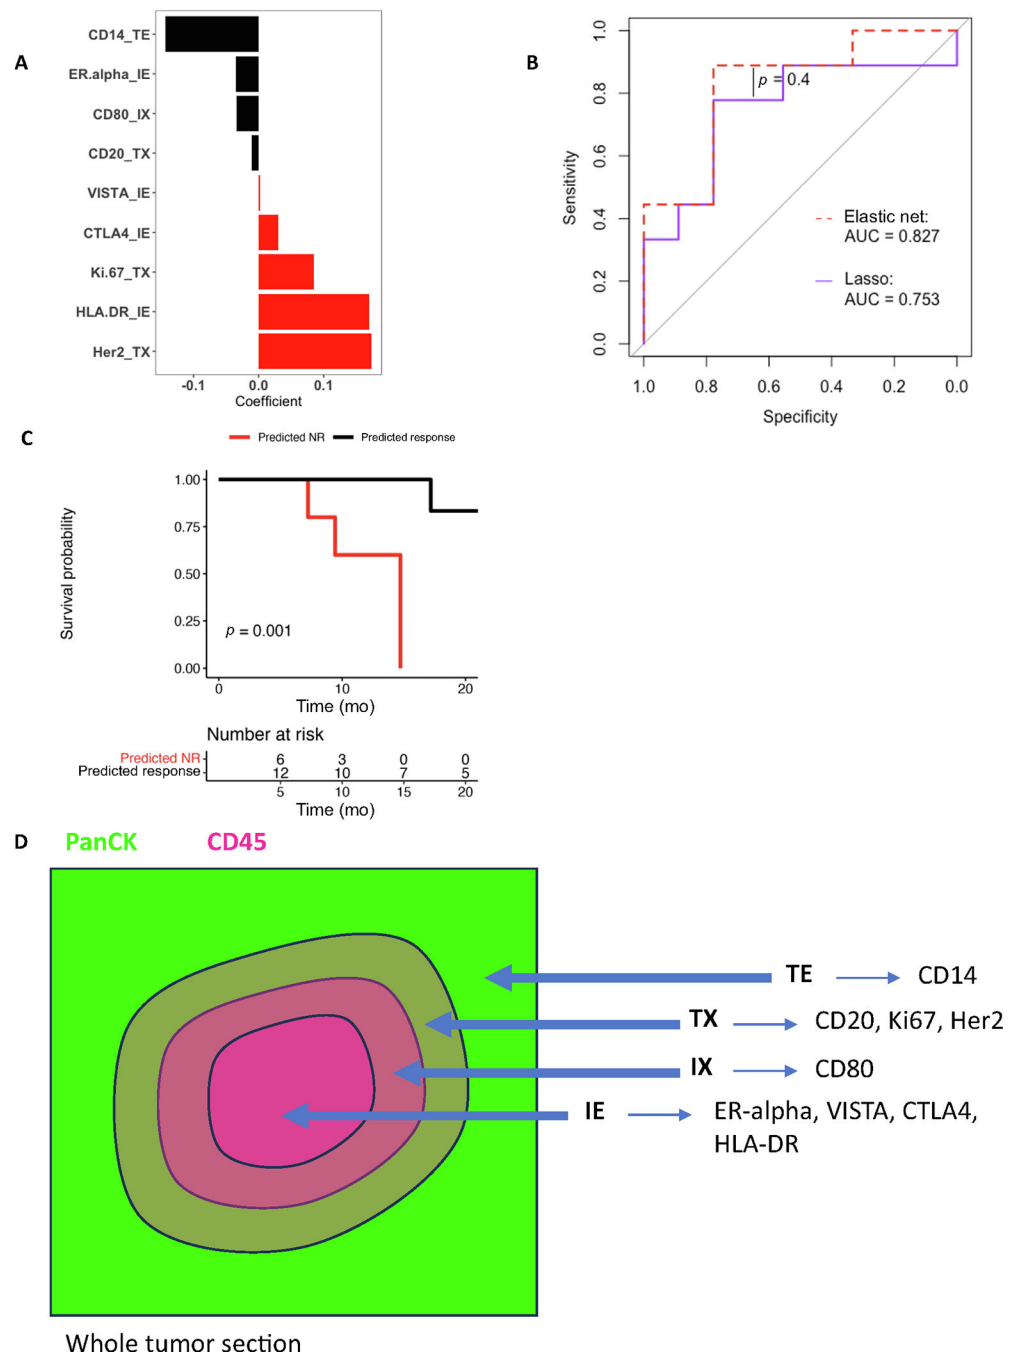 A
CD14_TE
ER.alpha_IE
CD80_IX
CD20_TX
VISTA_IE
CTLA4_IE
Ki.67_TX
HLA.DR_IE
Her2_TX
-0.1 0.0 0.1
Coefficient
B
Sensitivity
1.0
0.8
0.6
0.4
0.2
0.0
p = 0.4
Elastic net:
AUC = 0.827
Lasso:
AUC = 0.753
1.0 0.8 0.6 0.4 0.2 0.0
Specificity
C
Predicted NR Predicted response
Survival probability
1.00
0.75
0.50
0.25
0.00
p = 0.001
0 10 20
Time (mo)
Number at risk
Predicted NR 6 3 0 0
Predicted response 12 10 7 5
5 10 15 20
Time (mo)
D PanCK CD45
TE CD14
TX CD20, Ki67, Her2
IX CD80
IE ER-alpha, VISTA, CTLA4,
HLA-DR
Whole tumor section